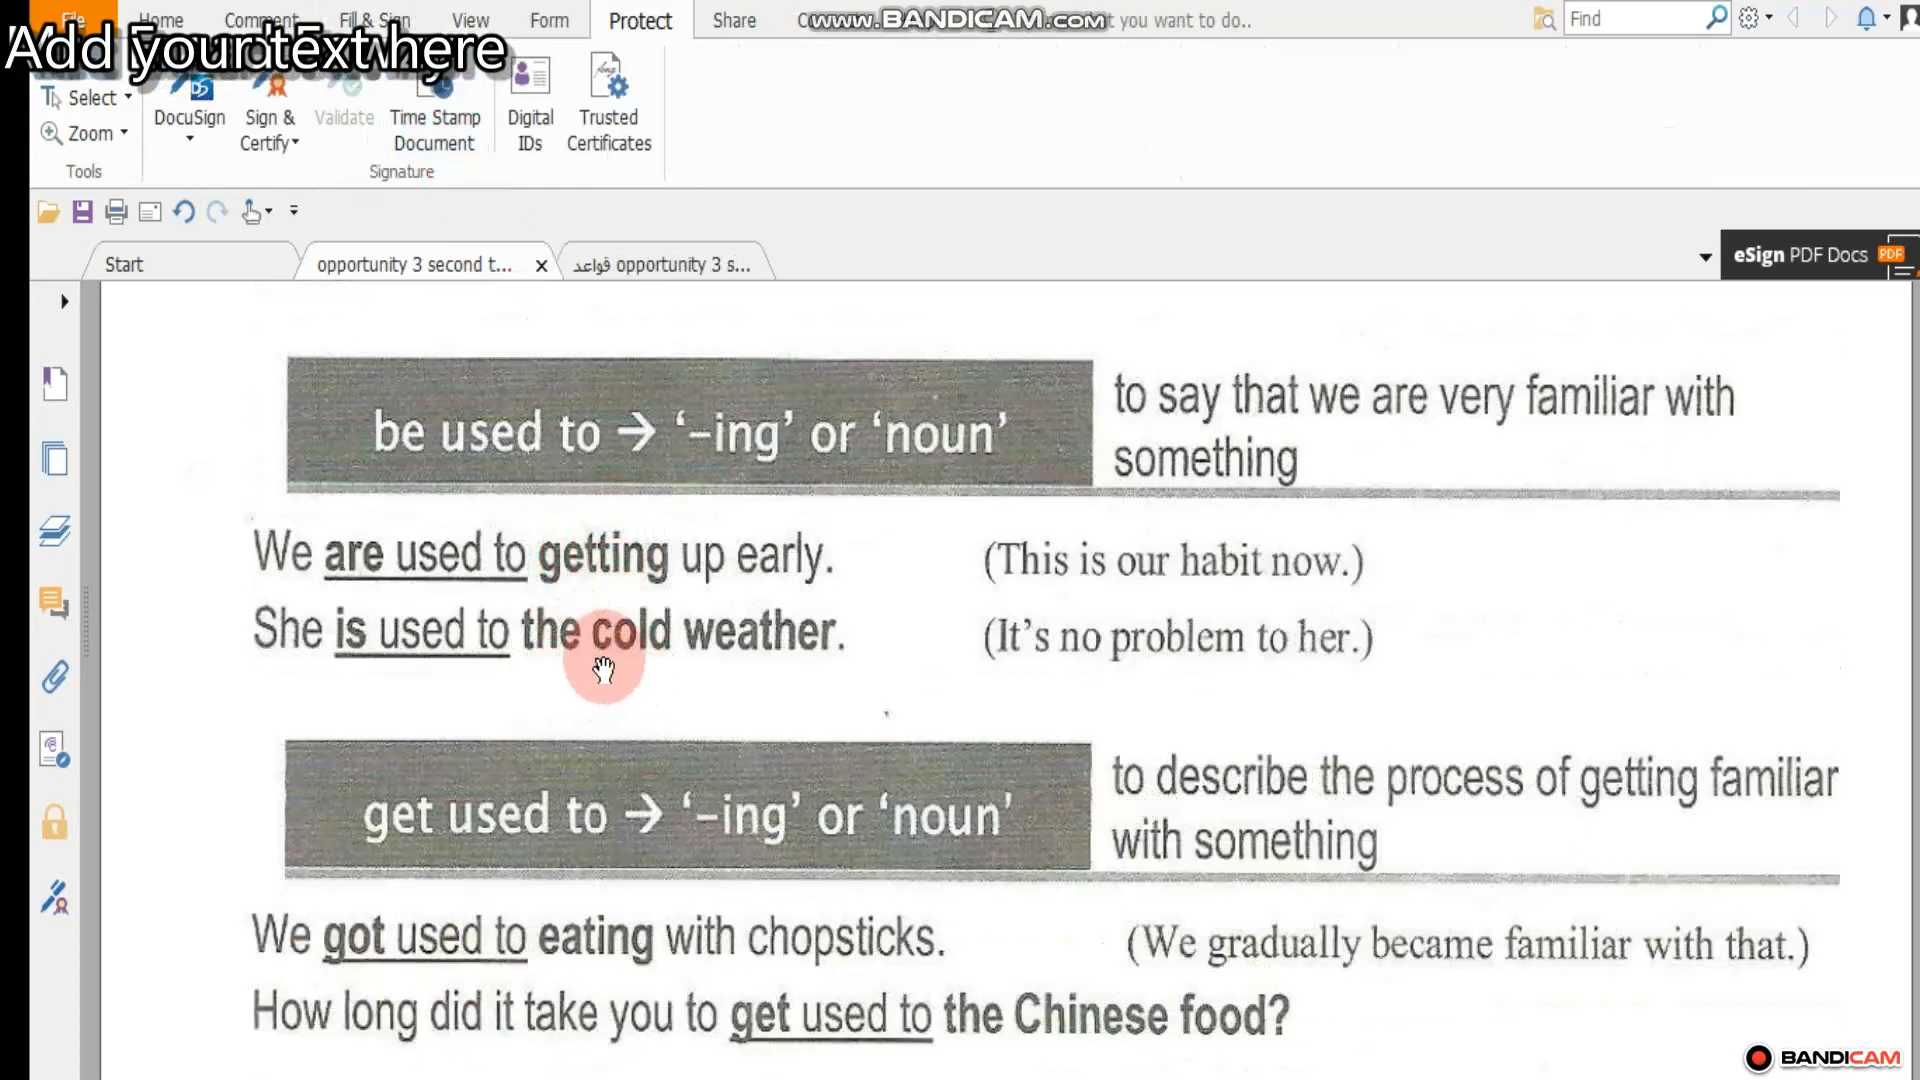 File Home Comment Fill & Sign View Form Protect Share www.BANDICAM.com t you want to do.. Find
Add your text here
Select
Zoom
Tools
DocuSign
Sign & Certify
Validate
Time Stamp Document
Digital IDs
Trusted Certificates
Signature
Start
opportunity 3 second t...
قواعد opportunity 3 s...
eSign PDF Docs
PDF
be used to → ‘–ing’ or ‘noun’
to say that we are very familiar with
something
We are used to getting up early. (This is our habit now.)
She is used to the cold weather. (It’s no problem to her.)
get used to → ‘–ing’ or ‘noun’
to describe the process of getting familiar
with something
We got used to eating with chopsticks. (We gradually became familiar with that.)
How long did it take you to get used to the Chinese food?
BANDICAM